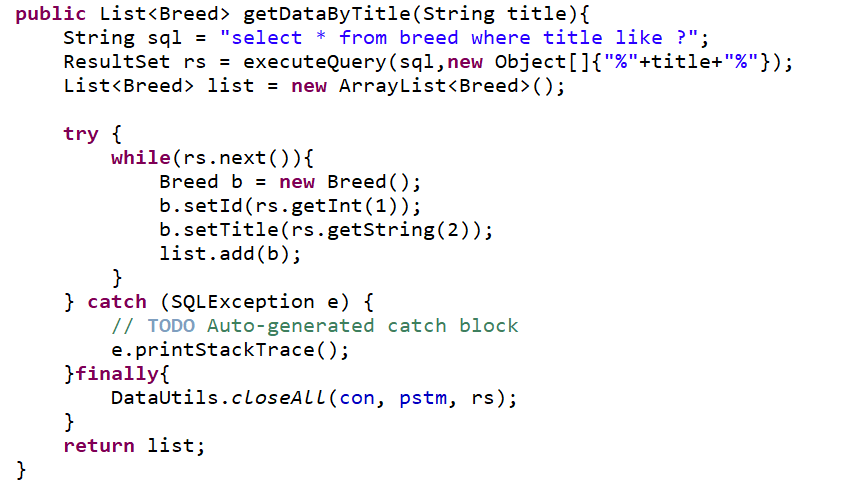 public List<Breed> getDataByTitle(String title){
    String sql = "select * from breed where title like ?";
    ResultSet rs = executeQuery(sql,new Object[]{"%"+title+"%"});
    List<Breed> list = new ArrayList<Breed>();

    try {
        while(rs.next()){
            Breed b = new Breed();
            b.setId(rs.getInt(1));
            b.setTitle(rs.getString(2));
            list.add(b);
        }
    } catch (SQLException e) {
        // TODO Auto-generated catch block
        e.printStackTrace();
    }finally{
        DataUtils.closeAll(con, pstm, rs);
    }
    return list;
}